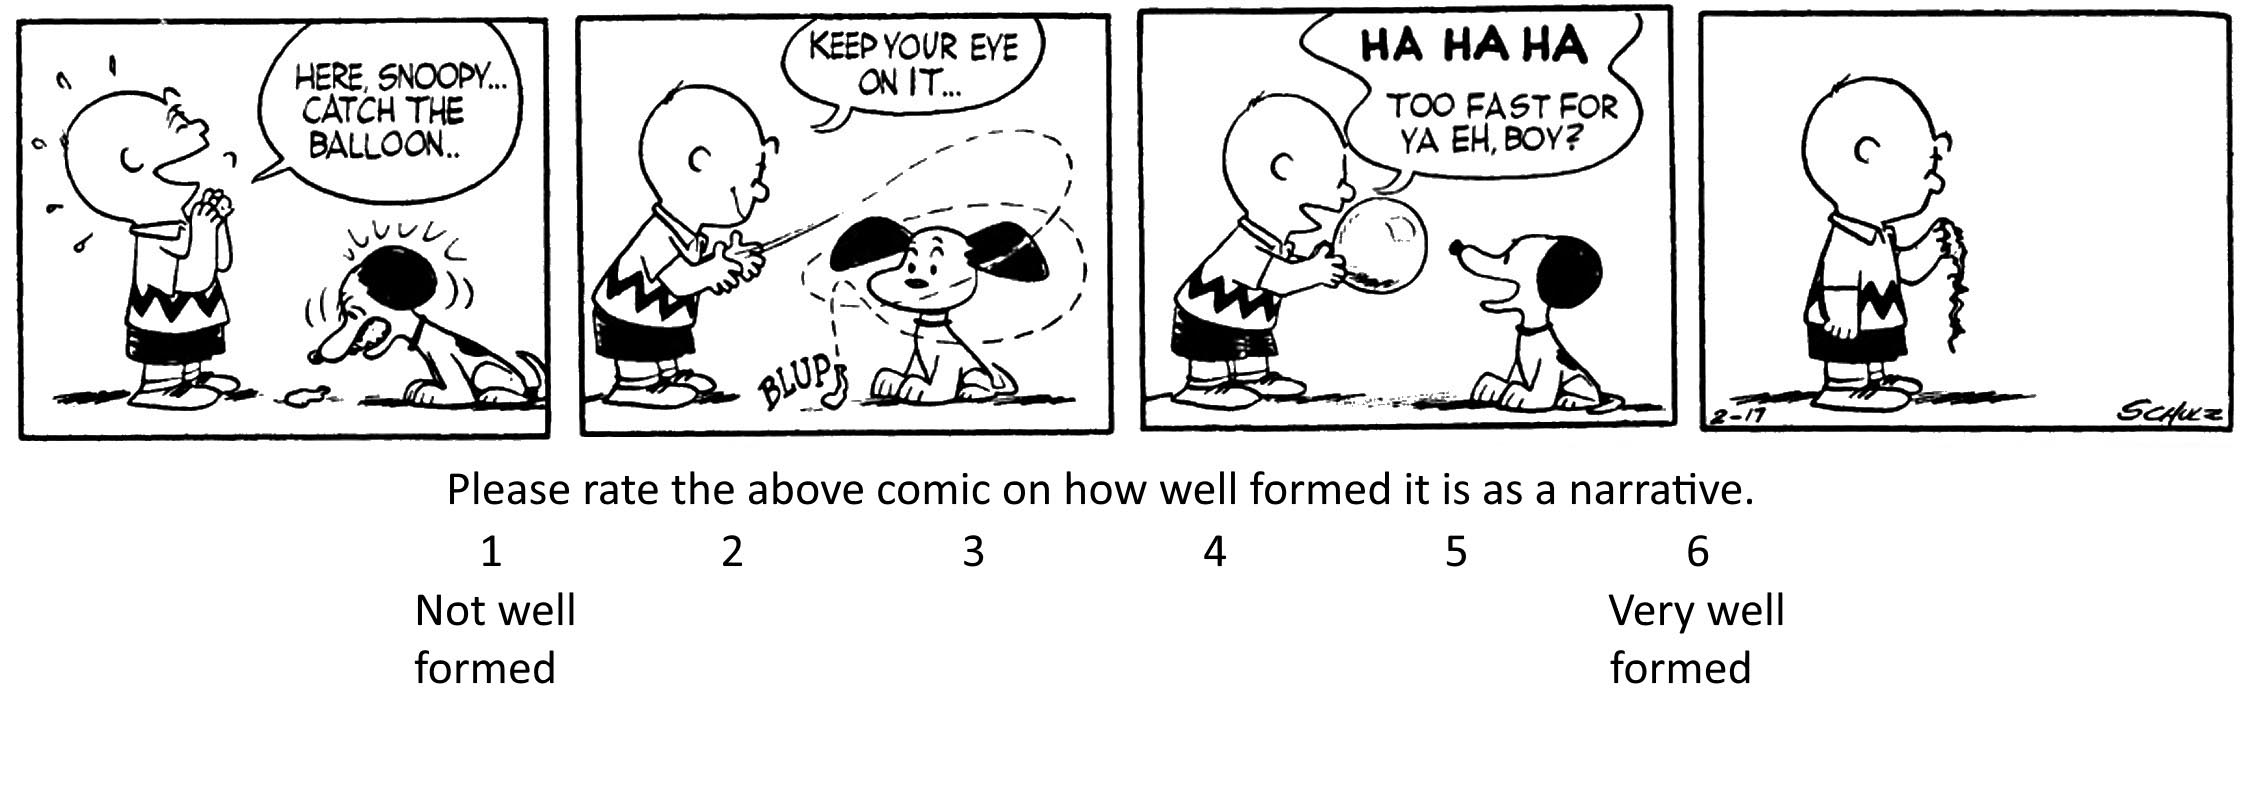 HERE, SNOOPY...
CATCH THE
BALLOON..
KEEP YOUR EYE
ON IT...
BLUP
HA HA HA
TOO FAST FOR
YA EH, BOY?
2-17
SCHULZ
Please rate the above comic on how well formed it is as a narrative.
1 2 3 4 5 6
Not well
formed
Very well
formed